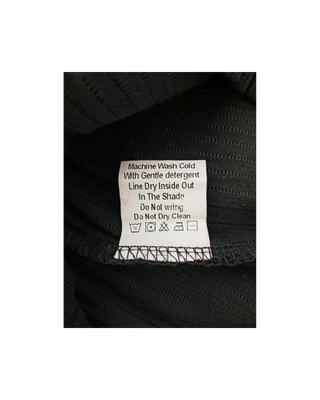 Machine Wash Cold
With Gentle detergent
Line Dry Inside Out
In The Shade
Do Not wring
Do Not Dry Clean